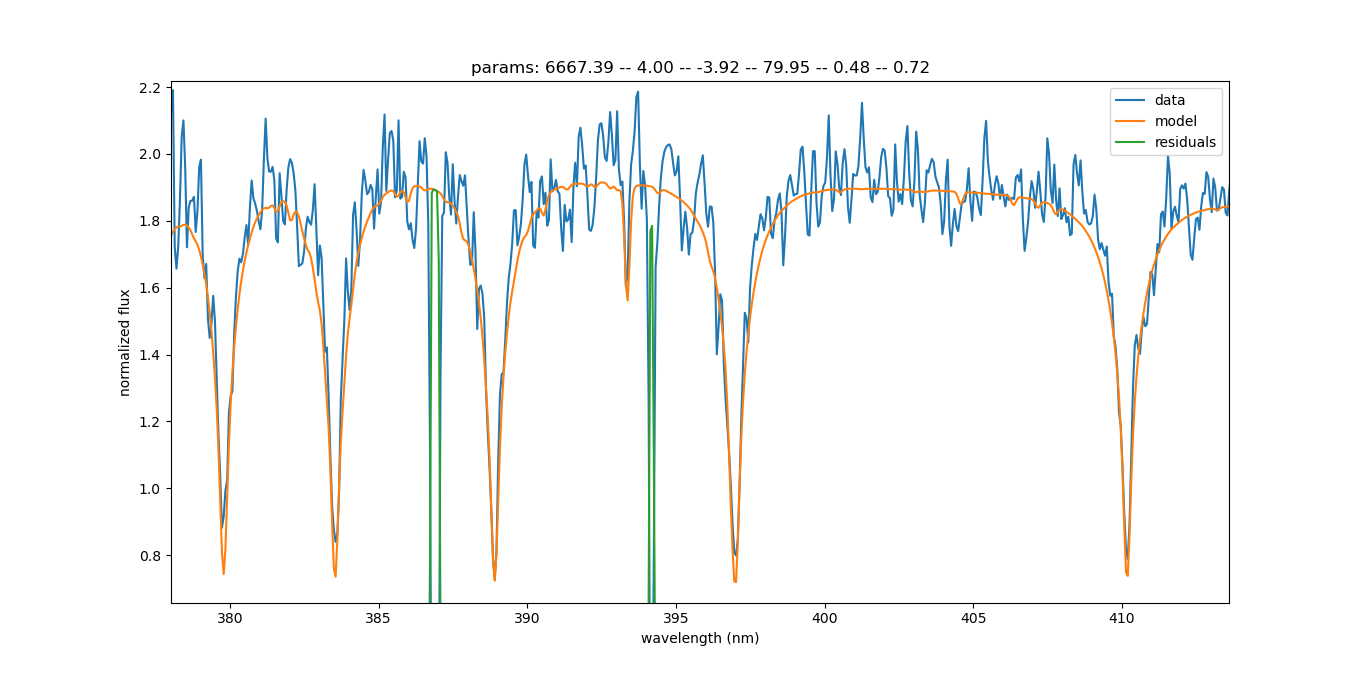 params: 6667.39 -- 4.00 -- -3.92 -- 79.95 -- 0.48 -- 0.72
2.2
2.0
1.8
1.6
1.4
1.2
1.0
0.8
normalized flux
data
model
residuals
380
385
390
395
400
405
410
wavelength (nm)